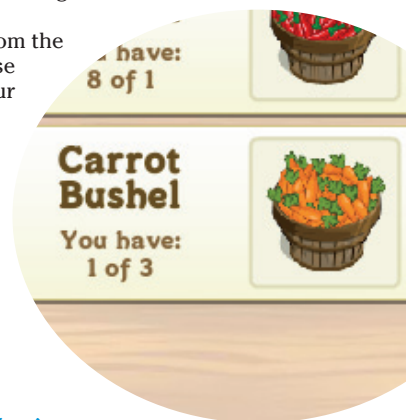 om the
se
ur
have:
8 of 1
Carrot
Bushel
You have:
1 of 3